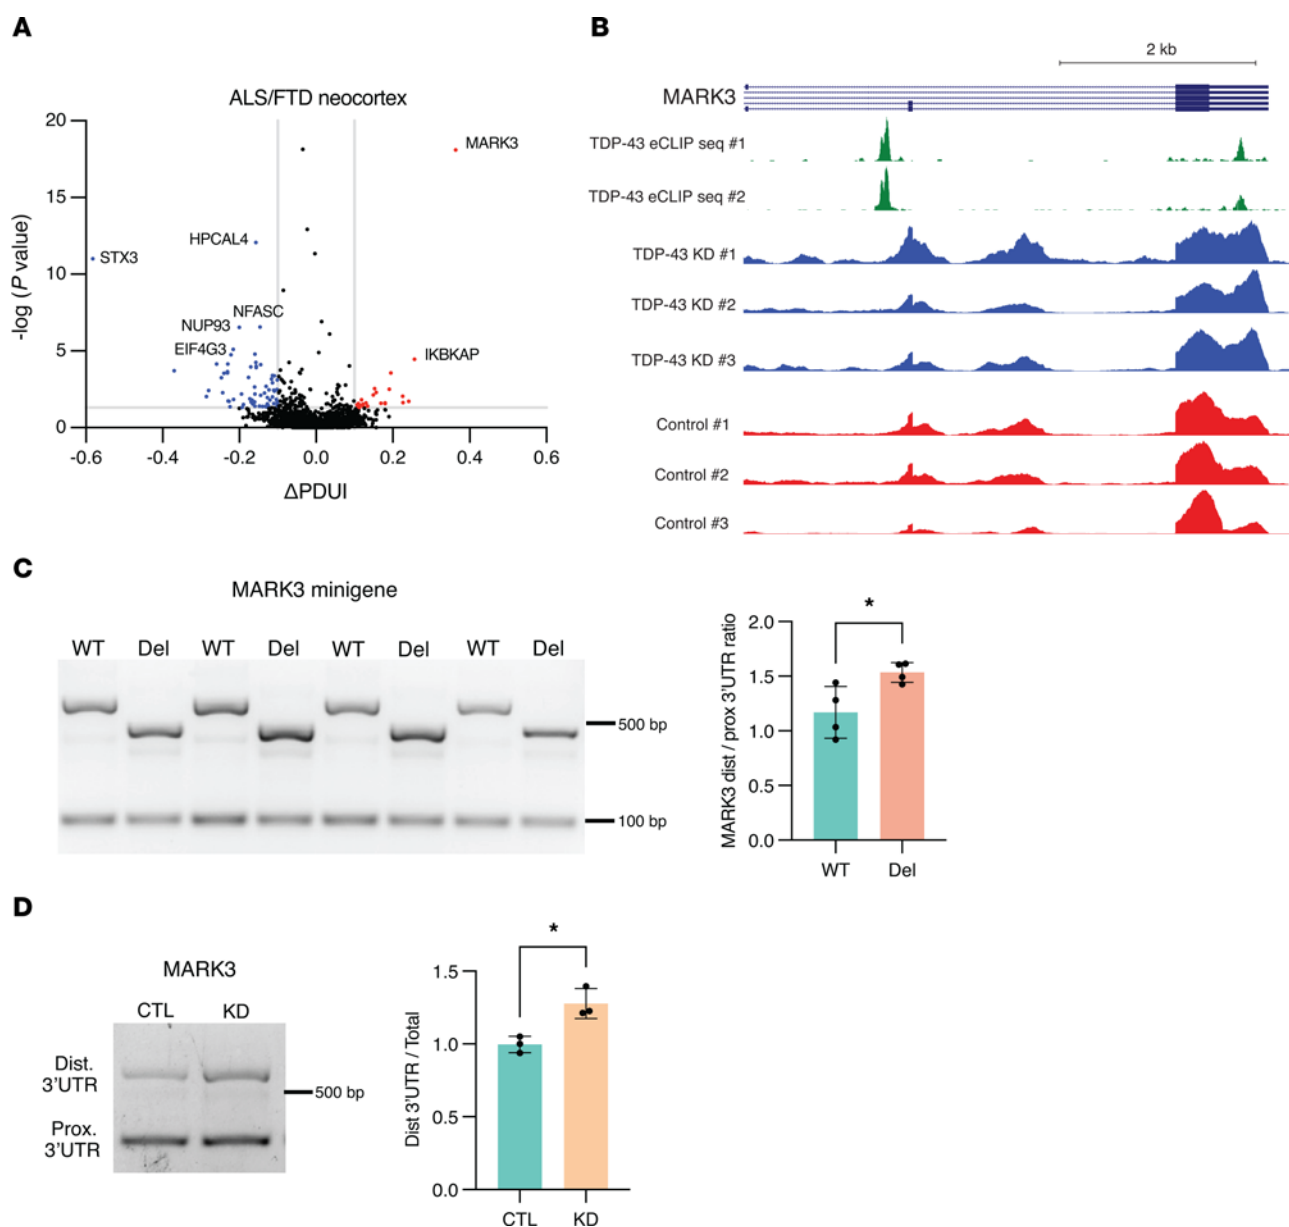 A
ALS/FTD neocortex
20
15
10
5
0
-log (P value)
-0.6
-0.4
-0.2
0.0
0.2
0.4
0.6
ΔPDUI
MARK3
HPCAL4
STX3
NFASC
NUP93
EIF4G3
IKBKAP
B
2 kb
MARK3
TDP-43 eCLIP seq #1
TDP-43 eCLIP seq #2
TDP-43 KD #1
TDP-43 KD #2
TDP-43 KD #3
Control #1
Control #2
Control #3
C
MARK3 minigene
WT Del WT Del WT Del WT Del
500 bp
100 bp
MARK3 dist / prox 3'UTR ratio
2.0
1.5
1.0
0.5
0.0
*
WT Del
D
MARK3
CTL KD
Dist.
3'UTR
500 bp
Prox.
3'UTR
Dist 3'UTR / Total
1.5
1.0
0.5
0.0
*
CTL KD